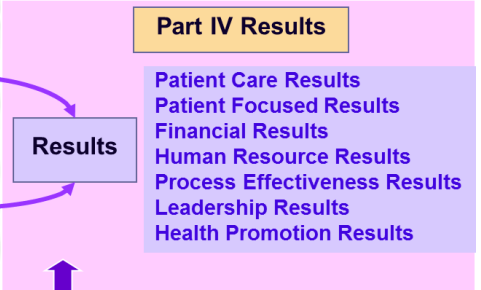 Part IV Results
Results
Patient Care Results
Patient Focused Results
Financial Results
Human Resource Results
Process Effectiveness Results
Leadership Results
Health Promotion Results